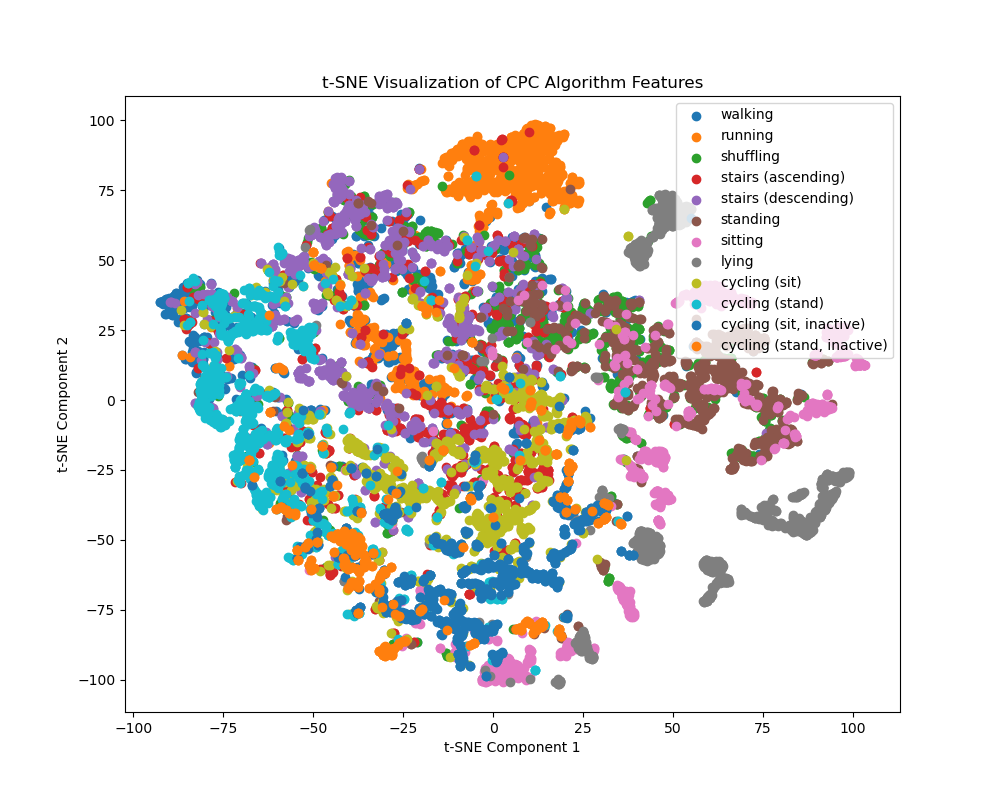 t-SNE Visualization of CPC Algorithm Features
100
75
50
25
0
−25
−50
−75
−100
t-SNE Component 2
walking
running
shuffling
stairs (ascending)
stairs (descending)
standing
sitting
lying
cycling (sit)
cycling (stand)
cycling (sit, inactive)
cycling (stand, inactive)
−100 −75 −50 −25 0 25 50 75 100
t-SNE Component 1